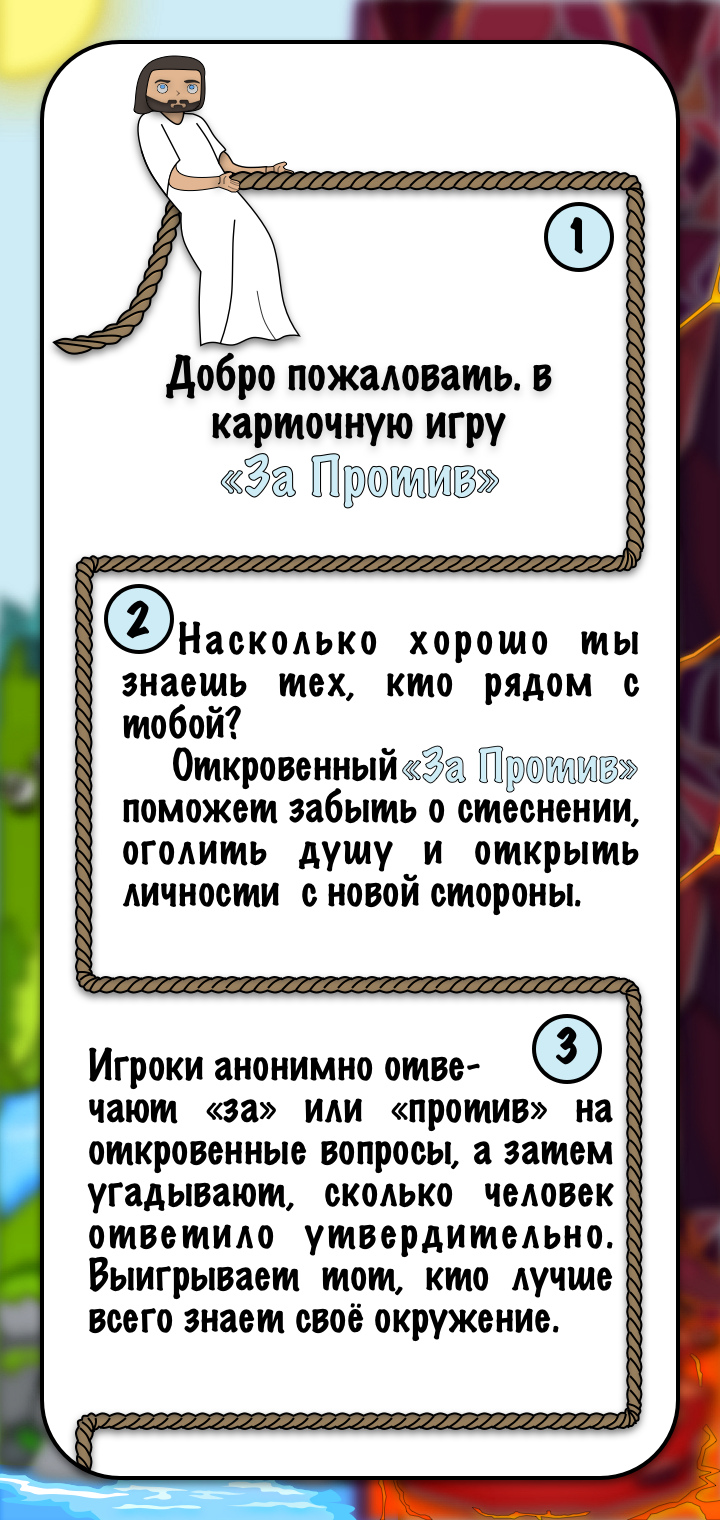 1
Добро пожаловать. в
карточную игру
«За Против»
2
Насколько хорошо ты
знаешь тех, кто рядом с
тобой?
Откровенный «За Против»
поможет забыть о стеснении,
оголить душу и открыть
личности с новой стороны.
3
Игроки анонимно отве-
чают «за» или «против» на
откровенные вопросы, а затем
угадывают, сколько человек
ответило утвердительно.
Выигрывает тот, кто лучше
всего знает своё окружение.